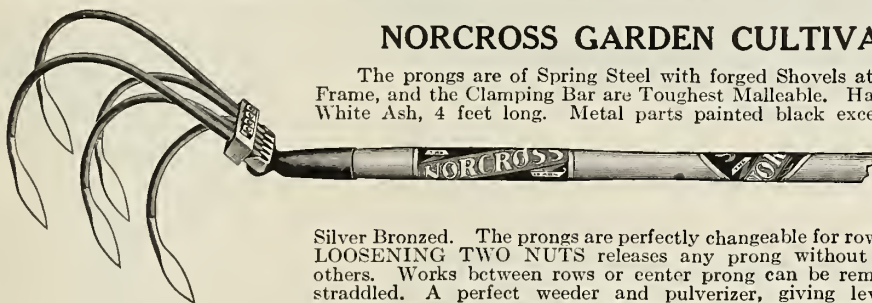 NORCROSS GARDEN CULTIVA
The prongs are of Spring Steel with forged Shovels at
Frame, and the Clamping Bar are Toughest Malleable. Ha
White Ash, 4 feet long. Metal parts painted black exce
NORCROSS
Silver Bronzed. The prongs are perfectly changeable for row
LOOSENING TWO NUTS releases any prong without
others. Works between rows or center prong can be rem
straddled. A perfect weeder and pulverizer, giving lev